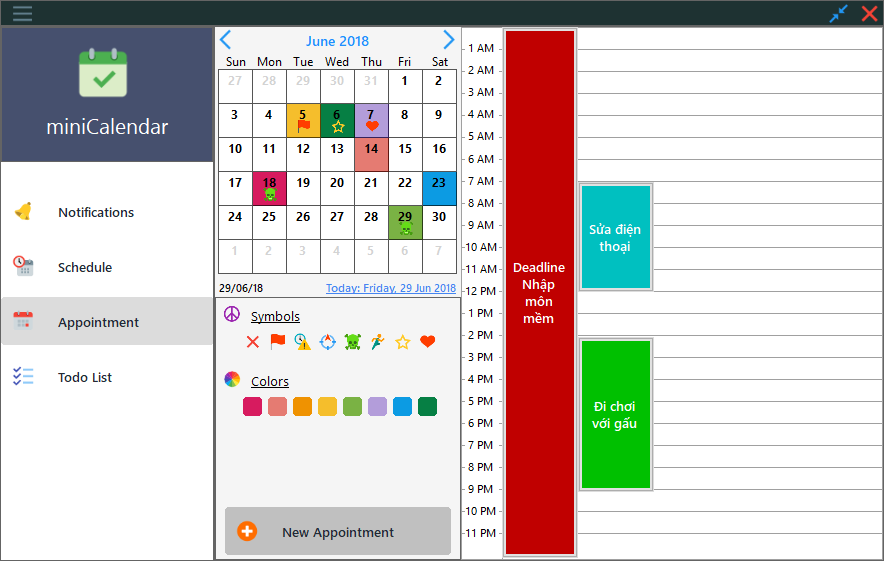 miniCalendar
Notifications
Schedule
Appointment
Todo List
June 2018
Sun Mon Tue Wed Thu Fri Sat
27 28 29 30 31 1 2
3 4 5 6 7 8 9
10 11 12 13 14 15 16
17 18 19 20 21 22 23
24 25 26 27 28 29 30
1 2 3 4 5 6 7
29/06/18 Today: Friday, 29 Jun 2018
Symbols
Colors
New Appointment
1 AM
2 AM
3 AM
4 AM
5 AM
6 AM
7 AM
8 AM
9 AM
10 AM
11 AM
12 PM
1 PM
2 PM
3 PM
4 PM
5 PM
6 PM
7 PM
8 PM
9 PM
10 PM
11 PM
Deadline
Nhập
môn
mềm
Sửa điện
thoại
Đi chơi
với gấu